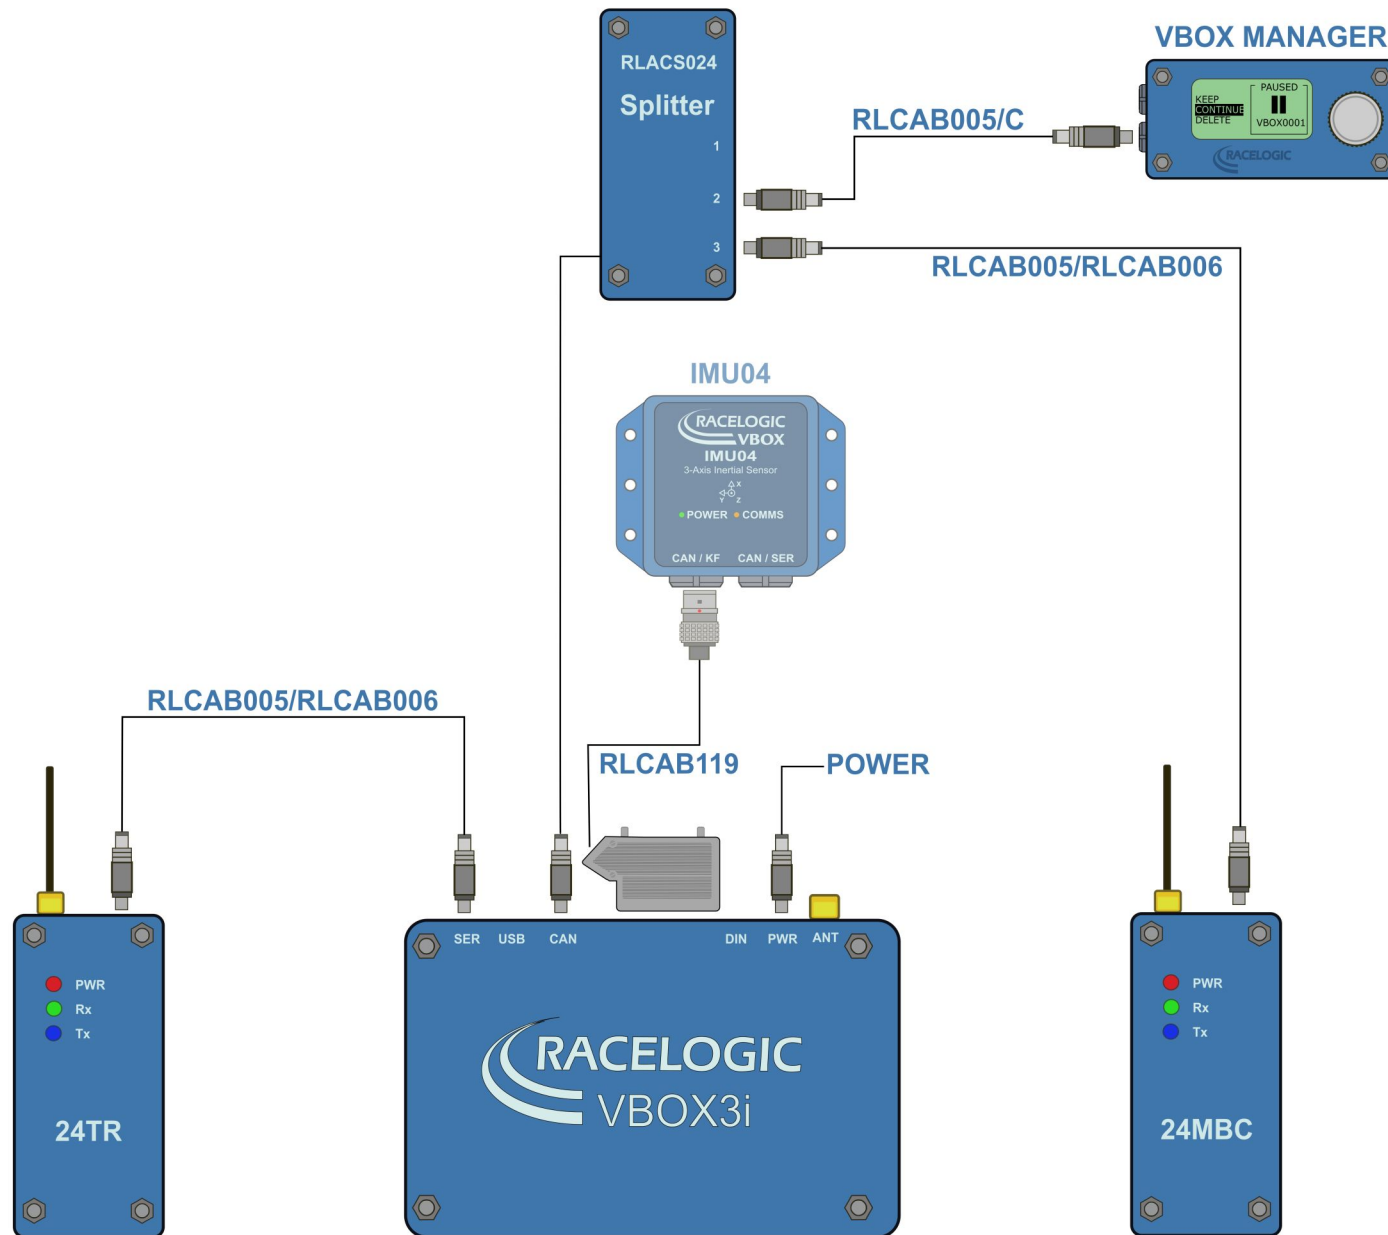 RLACS024
Splitter
1
2
3
VBOX MANAGER
KEEP
CONTINUE
DELETE
PAUSED
VBOX0001
RACELOGIC
RLCAB005/C
RLCAB005/RLCAB006
IMU04
RACELOGIC
VBOX
IMU04
3-Axis Inertial Sensor
X
Y Z
POWER COMMS
CAN / KF CAN / SER
RLCAB005/RLCAB006
RLCAB119
POWER
PWR
Rx
Tx
24TR
SER USB CAN DIN PWR ANT
RACELOGIC
VBOX3i
PWR
Rx
Tx
24MBC